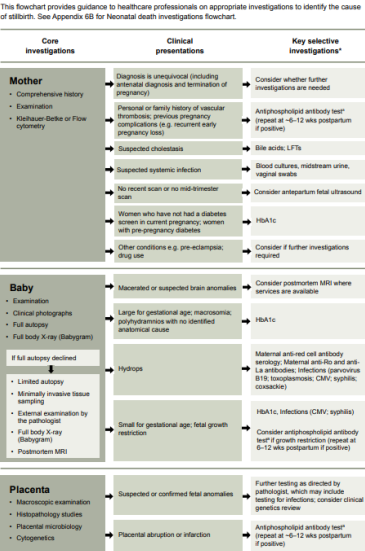 This flowchart provides guidance to healthcare professionals on appropriate investigations to identify the cause
of stillbirth. See Appendix 6B for Neonatal death investigations flowchart.
Core
investigations
Clinical
presentations
Key selective
investigations*
Mother
• Comprehensive history
• Examination
• Kleihauer-Betke or Flow
cytometry
Diagnosis is unequivocal (including
antenatal diagnosis and termination of
pregnancy)
Consider whether further
investigations are needed
Personal or family history of vascular
thrombosis; previous pregnancy
complications (e.g. recurrent early
pregnancy loss)
Antiphospholipid antibody test^
(repeat at ~6–12 wks postpartum
if positive)
Suspected cholestasis
Bile acids; LFTs
Suspected systemic infection
Blood cultures, midstream urine,
vaginal swabs
No recent scan or no mid-trimester
scan
Consider antepartum fetal ultrasound
Women who have not had a diabetes
screen in current pregnancy; women
with pre-pregnancy diabetes
HbA1c
Other conditions e.g. pre-eclampsia;
drug use
Consider if further investigations
required
Baby
• Examination
• Clinical photographs
• Full autopsy
• Full body X-ray (Babygram)
If full autopsy declined
• Limited autopsy
• Minimally invasive tissue
sampling
• External examination by
the pathologist
• Full body X-ray
(Babygram)
• Postmortem MRI
Macerated or suspected brain anomalies
Consider postmortem MRI where
services are available
Large for gestational age; macrosomia;
polyhydramnios with no identified
anatomical cause
HbA1c
Hydrops
Maternal anti-red cell antibody
serology; Maternal anti-Ro and anti-
La antibodies; Infections (parvovirus
B19; toxoplasmosis; CMV; syphilis;
coxsackie)
Small for gestational age; fetal growth
restriction
HbA1c, Infections (CMV; syphilis)
Consider antiphospholipid antibody
test^ if growth restriction (repeat at
6–12 wks postpartum if positive)
Placenta
• Macroscopic examination
• Histopathology studies
• Placental microbiology
• Cytogenetics
Suspected or confirmed fetal anomalies
Further testing as directed by
pathologist, which may include
testing for infections; consider clinical
genetics review
Placental abruption or infarction
Antiphospholipid antibody test^
(repeat at ~6–12 wks postpartum
if positive)